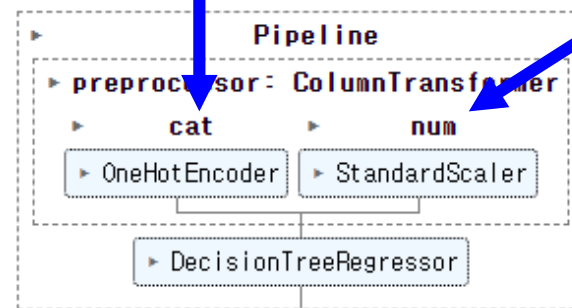 Pipeline
preprocessor: ColumnTransformer
cat num
OneHotEncoder StandardScaler
DecisionTreeRegressor